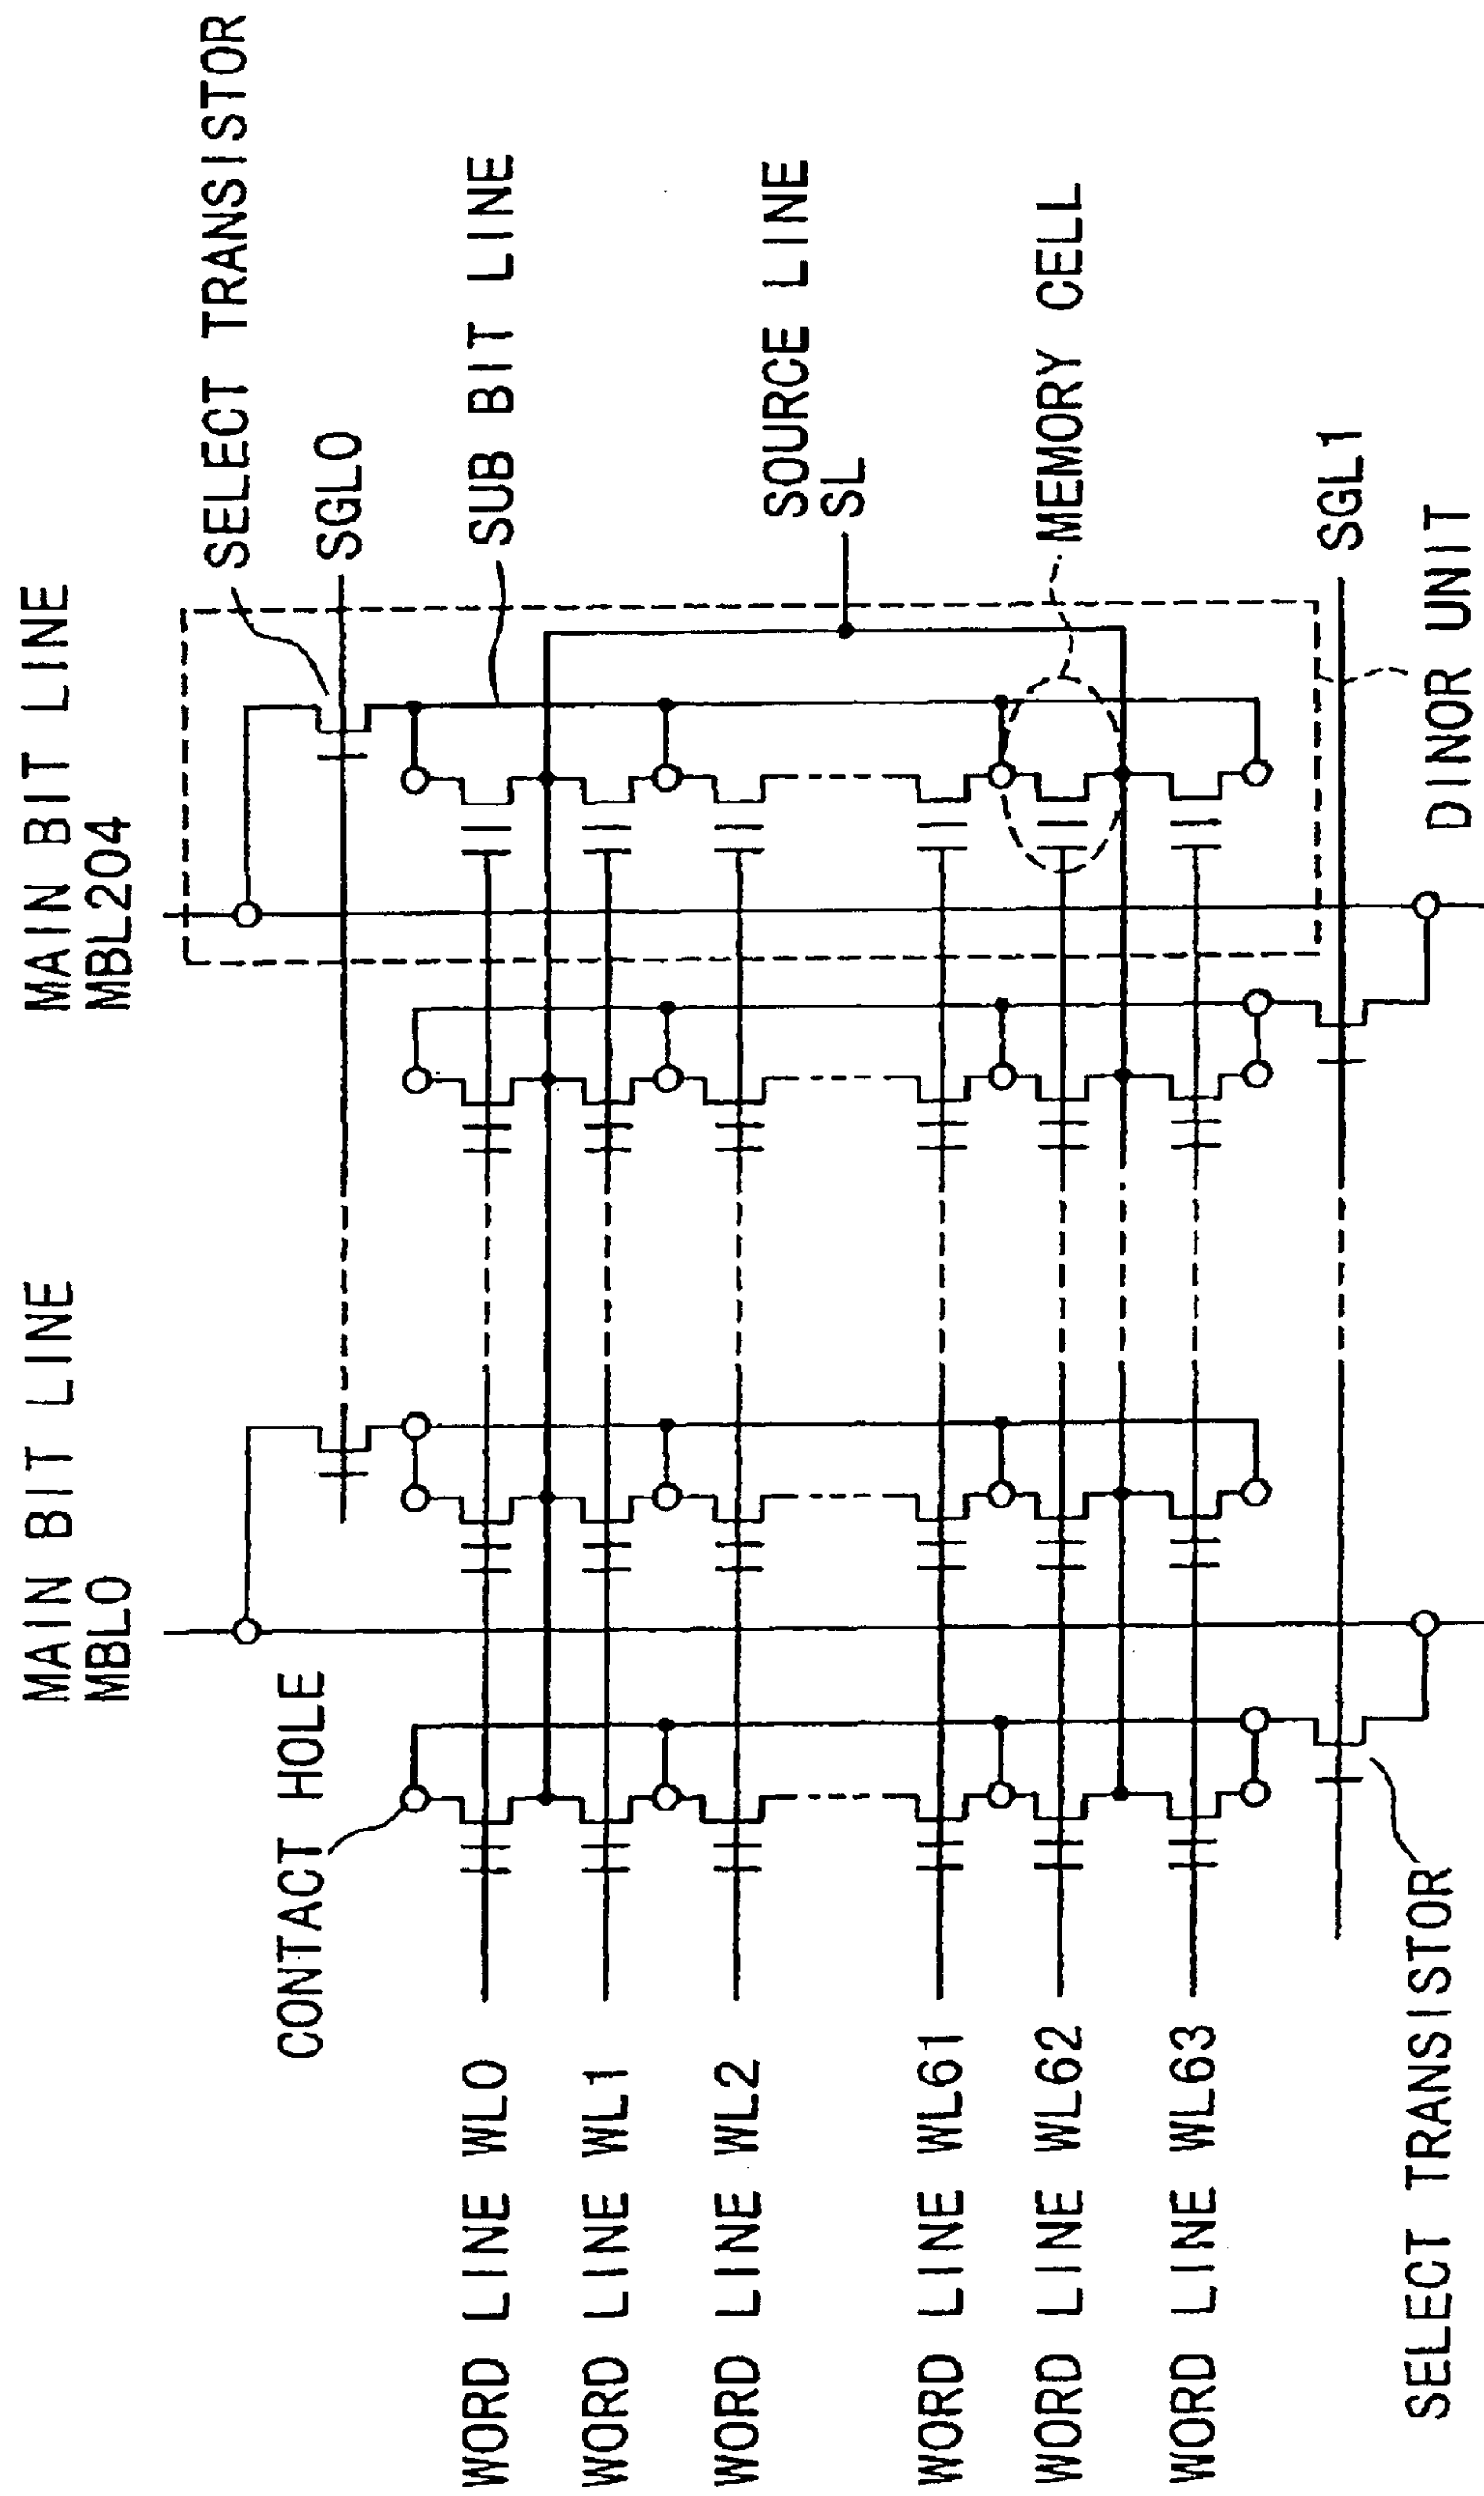 MAIN BIT LINE
MBL0
MAIN BIT LINE
MBL204
SELECT TRANSISTOR
CONTACT HOLE
SGL0
WORD LINE WL0
SUB BIT LINE
WORD LINE WL1
WORD LINE WL2
SOURCE LINE
SL
WORD LINE WL61
WORD LINE WL62
MEMORY CELL
WORD LINE WL63
SGL1
SELECT TRANSISTOR
DINOR UNIT